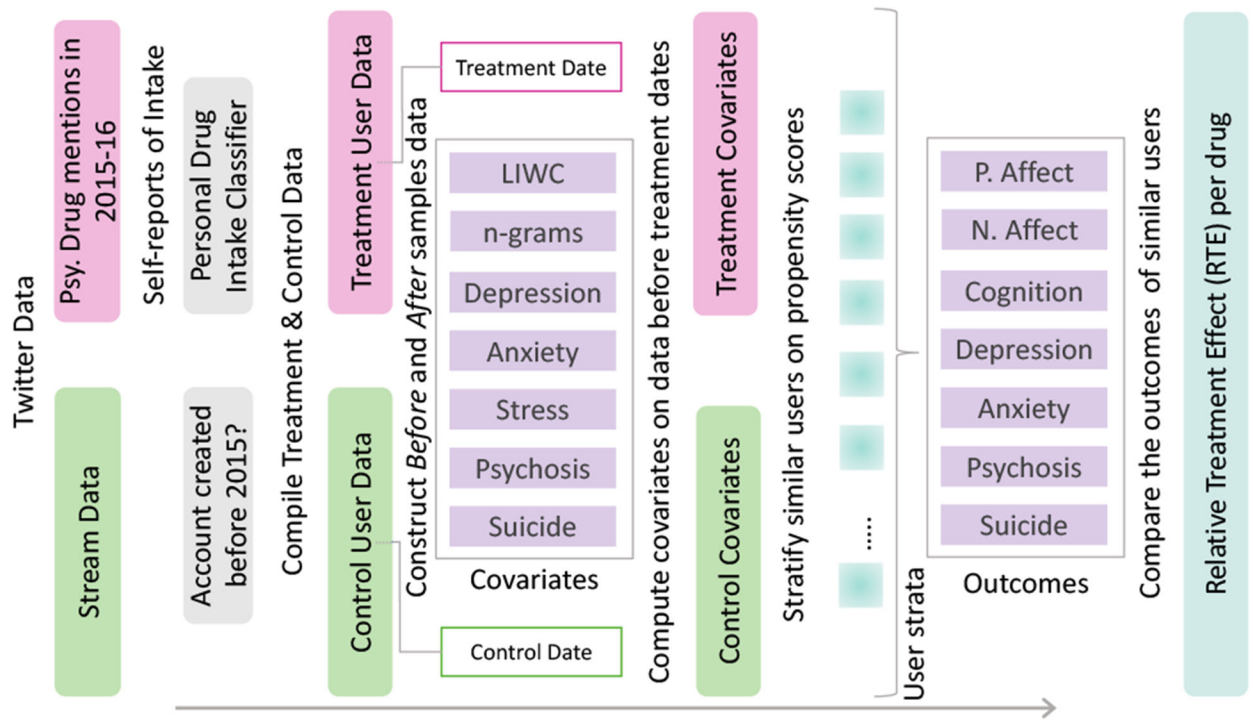 Twitter Data
Psy. Drug mentions in
2015-16
Stream Data
Self-reports of Intake
Personal Drug
Intake Classifier
Account created
before 2015?
Compile Treatment & Control Data
Treatment User Data
Control User Data
Treatment Date
Construct Before and After samples data
LIWC
n-grams
Depression
Anxiety
Stress
Psychosis
Suicide
Covariates
Control Date
Compute covariates on data before treatment dates
Treatment Covariates
Control Covariates
Stratify similar users on propensity scores
User strata
P. Affect
N. Affect
Cognition
Depression
Anxiety
Psychosis
Suicide
Outcomes
Compare the outcomes of similar users
Relative Treatment Effect (RTE) per drug